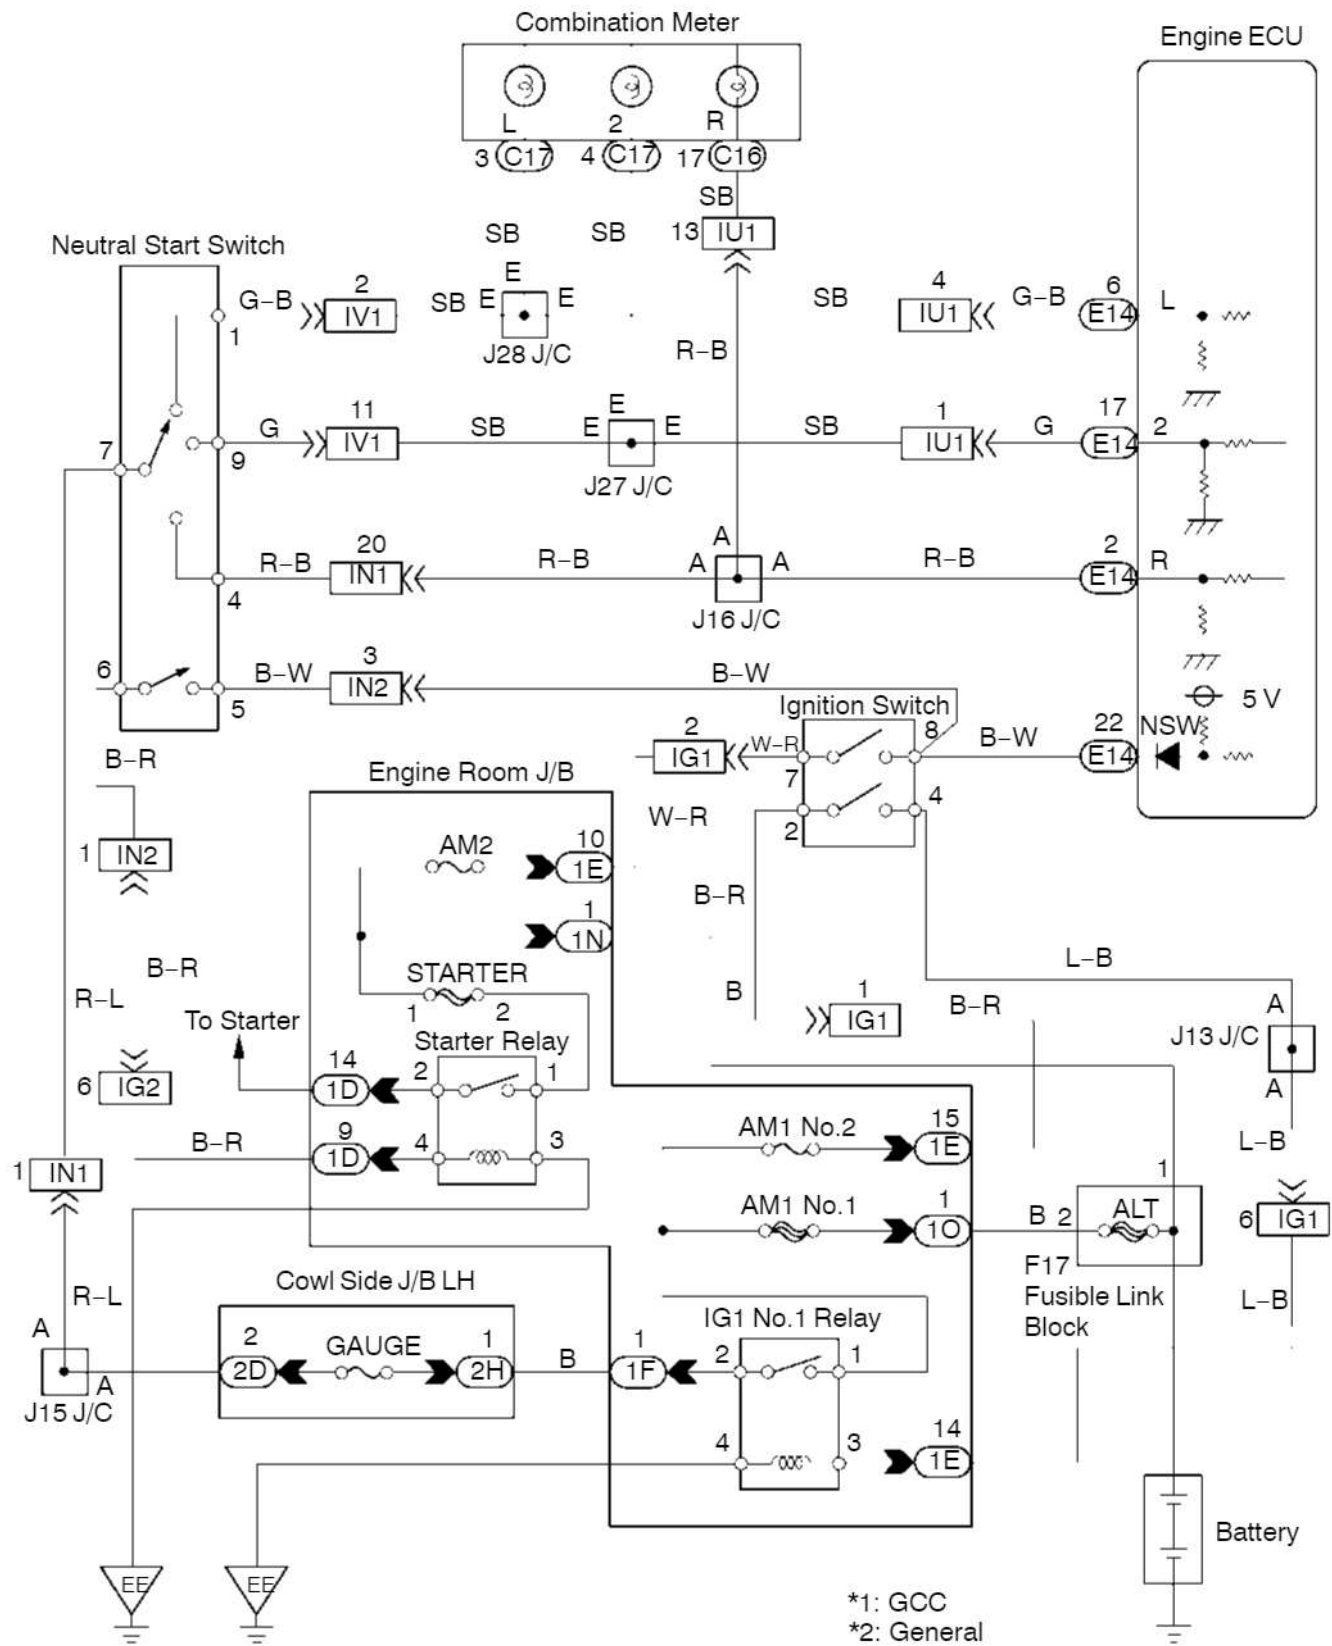 Combination Meter
Engine ECU
L 2 R
3 C17 4 C17 17 C16
SB
Neutral Start Switch
SB SB 13 IU1
1 G–B 2 IV1
SB E E E
J28 J/C
SB 4 IU1 G–B 6 E14 L
R–B
7 9 G 11 IV1 SB E E E
J27 J/C
SB 1 IU1 G 17 E14 2
4 R–B 20 IN1 R–B A A A
J16 J/C
R–B 2 E14 R
6 5 B–W 3 IN2 B–W
5 V
Ignition Switch
2 IG1 W–R 7 8 B–W 22 E14 NSW
B–R
Engine Room J/B
W–R 2 4
1 IN2
AM2 10 1E
B–R
1 1N
B–R
R–L
STARTER
1 2
B 1 IG1 B–R
L–B
To Starter
Starter Relay
A
J13 J/C
A
6 IG2
14 1D 2 1
B–R 9 1D 4 3
AM1 No.2 15 1E
L–B
1 IN1
AM1 No.1 1 1O B 2 ALT 1
6 IG1
F17
Fusible Link
Block
R–L
Cowl Side J/B LH
L–B
IG1 No.1 Relay
A
2 2D GAUGE 1 2H B 1 1F 2 1
A
J15 J/C
4 3 14 1E
Battery
EE EE
*1: GCC
*2: General